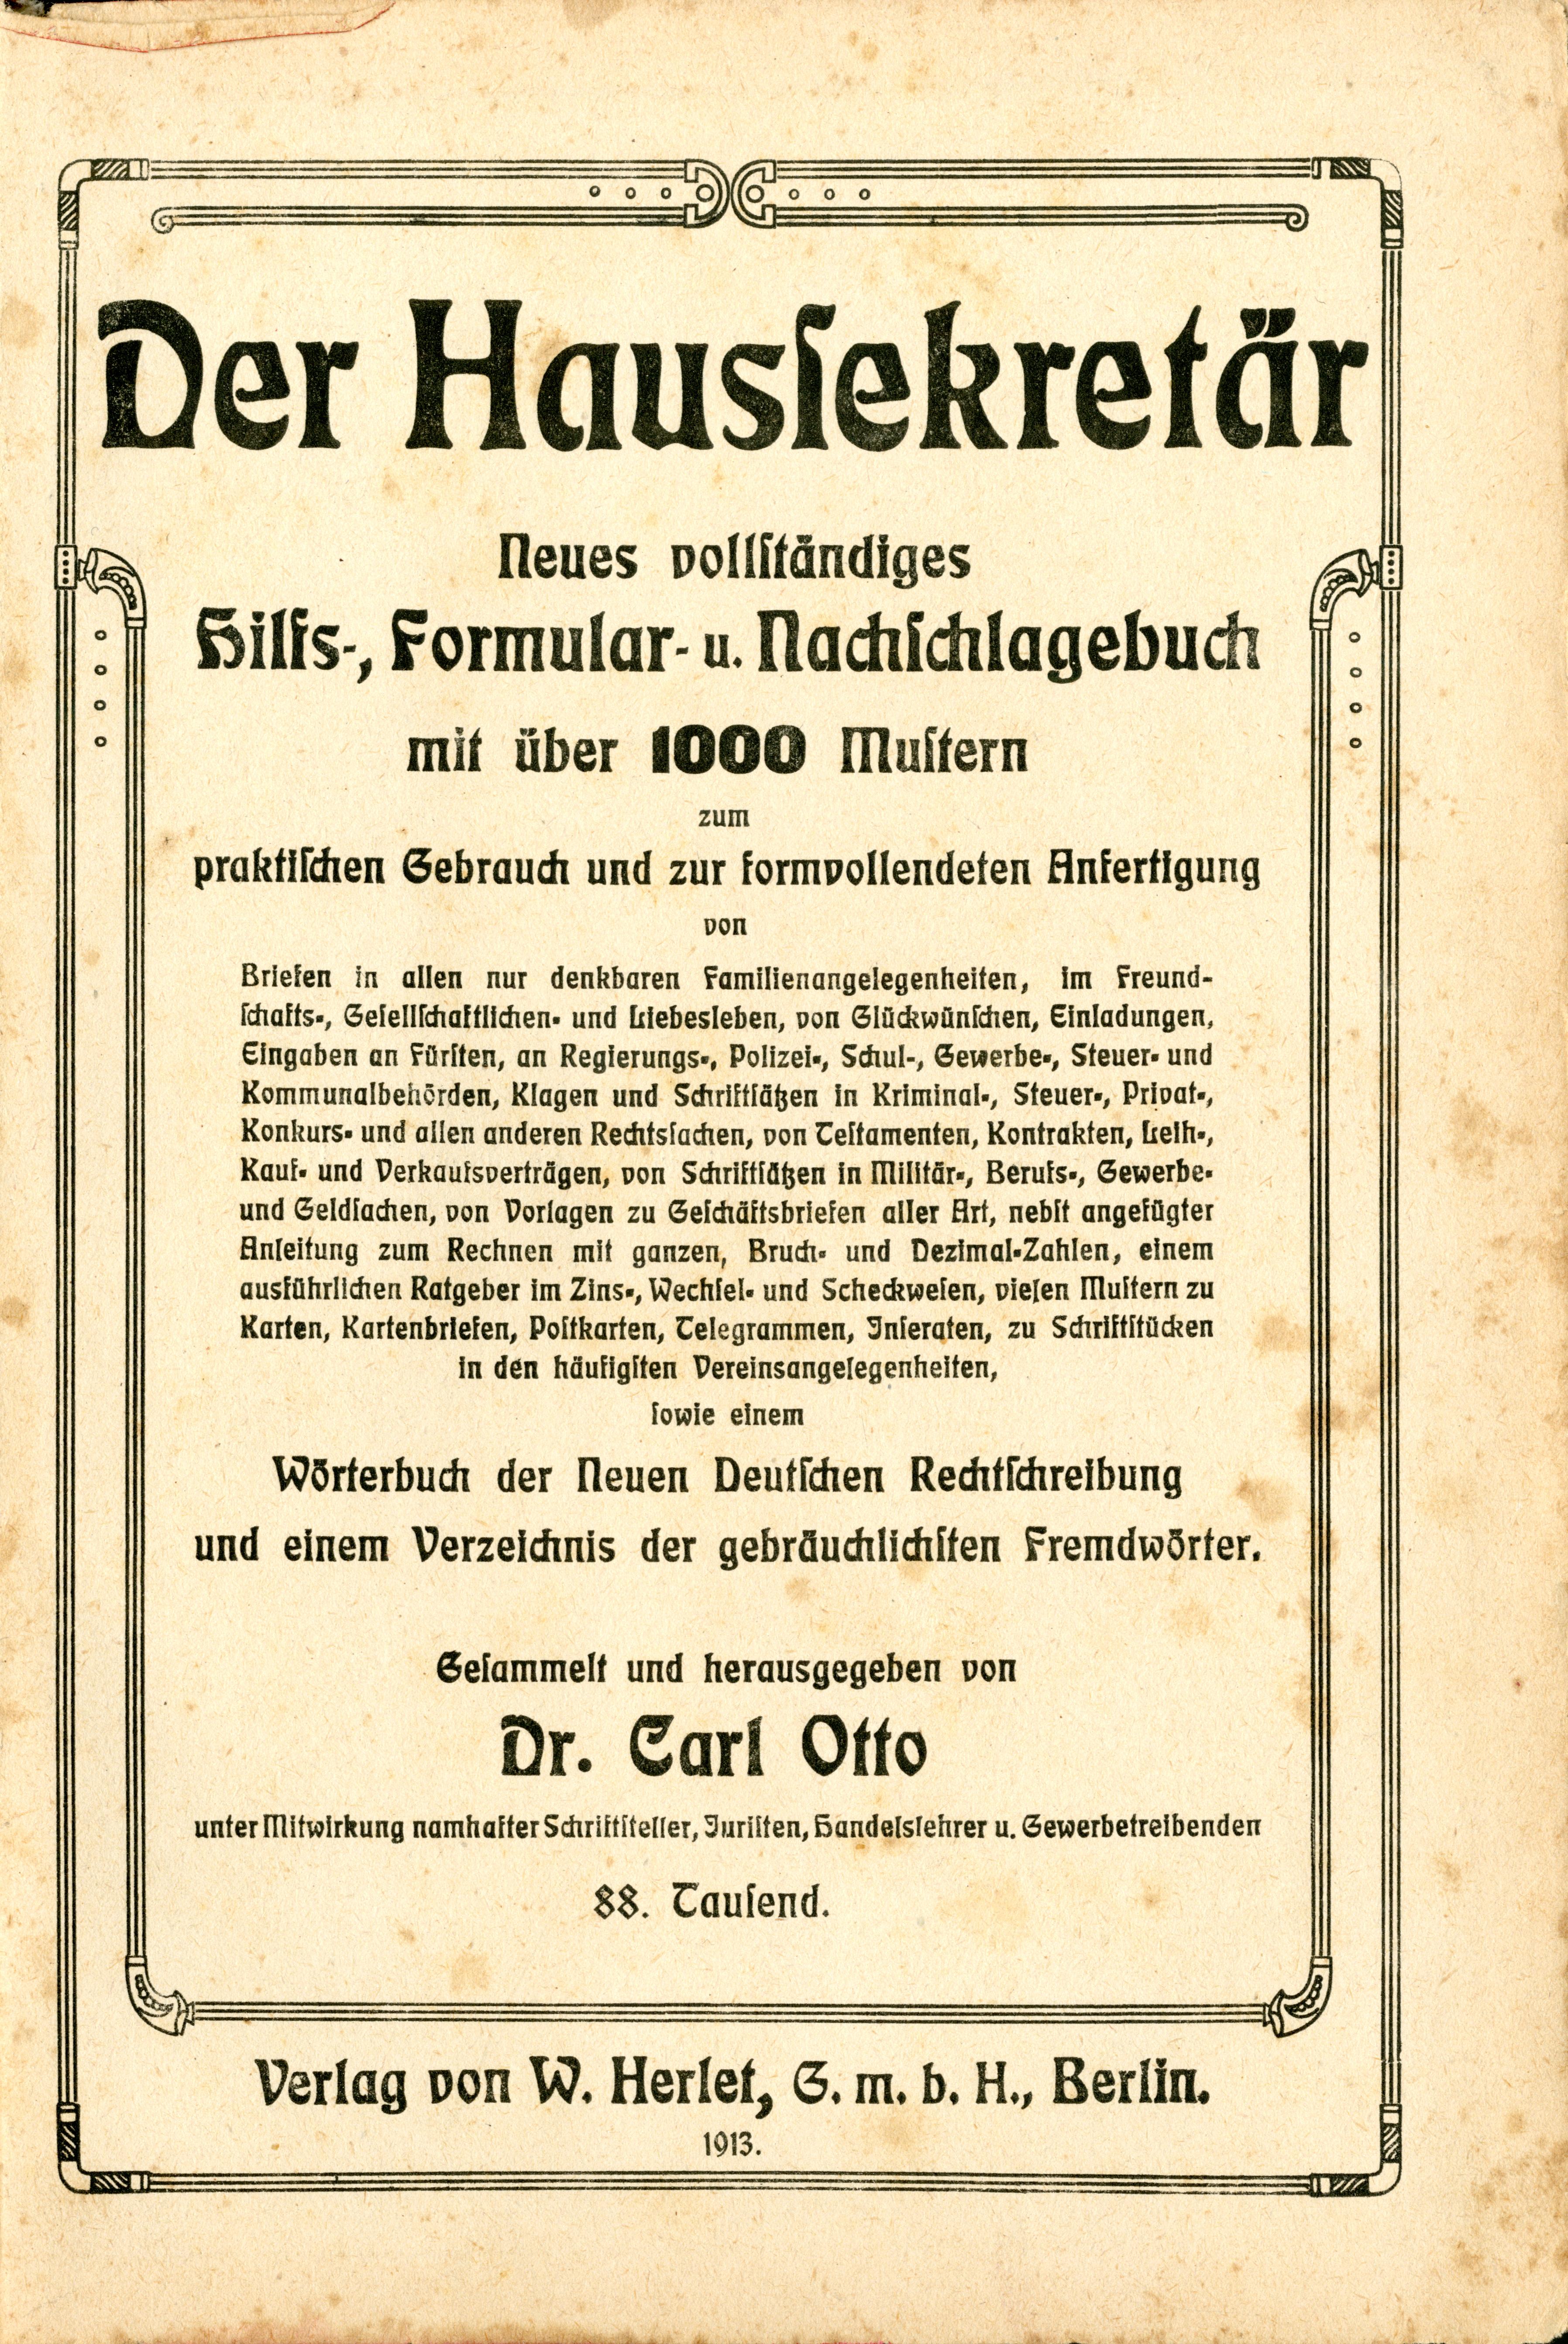 Der Hausſekretär
Neues vollſtändiges
Hilfs-, Formular- u. Nachſchlagebuch
mit über 1000 Muſtern
zum
praktiſchen Gebrauch und zur formvollendeten Anfertigung
von
Briefen in allen nur denkbaren Familienangelegenheiten, im Freund-
ſchafts-, Geſellſchaftlichen- und Liebesleben, von Glückwünſchen, Einladungen,
Eingaben an Fürſten, an Regierungs-, Polizei-, Schul-, Gewerbe-, Steuer- und
Kommunalbehörden, Klagen und Schriftſätzen in Kriminal-, Steuer-, Privat-,
Konkurs- und allen anderen Rechtsſachen, von Teſtamenten, Kontrakten, Leih-,
Kauf- und Verkaufsverträgen, von Schriftſätzen in Militär-, Berufs-, Gewerbe-
und Geldſachen, von Vorlagen zu Geſchäftsbriefen aller Art, nebſt angefügter
Anleitung zum Rechnen mit ganzen, Bruch- und Dezimal-Zahlen, einem
ausführlichen Ratgeber im Zins-, Wechſel- und Scheckweſen, vielen Muſtern zu
Karten, Kartenbriefen, Poſtkarten, Telegrammen, Inſeraten, zu Schriftſtücken
in den häufigſten Vereinsangelegenheiten,
ſowie einem
Wörterbuch der Neuen Deutſchen Rechtſchreibung
und einem Verzeichnis der gebräuchlichſten Fremdwörter.
Geſammelt und herausgegeben von
Dr. Carl Otto
unter Mitwirkung namhafter Schriftſteller, Juriſten, Handelslehrer u. Gewerbetreibenden
88. Tauſend.
Verlag von W. Herlet, G. m. b. H., Berlin.
1913.